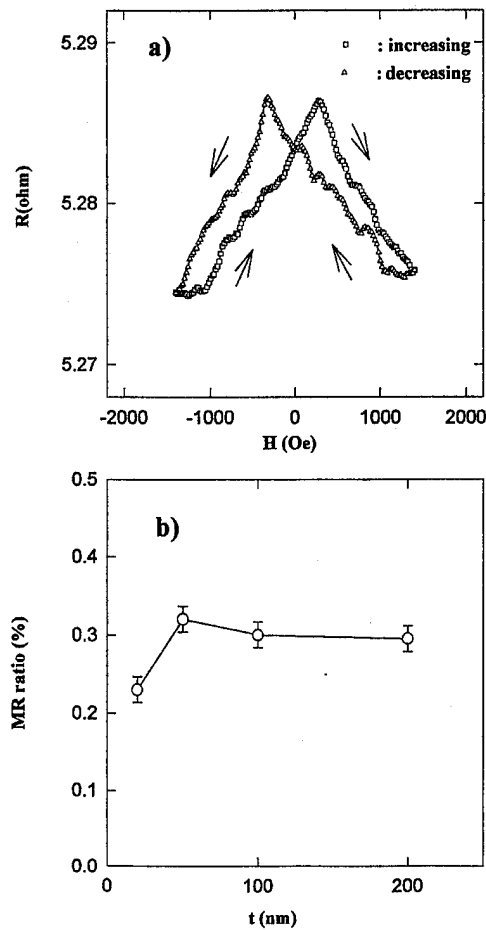 a)
: increasing
: decreasing
5.29
5.28
5.27
R(ohm)
-2000 -1000 0 1000 2000
H (Oe)
b)
0.5
0.4
0.3
0.2
0.1
0.0
MR ratio (%)
0 100 200
t (nm)